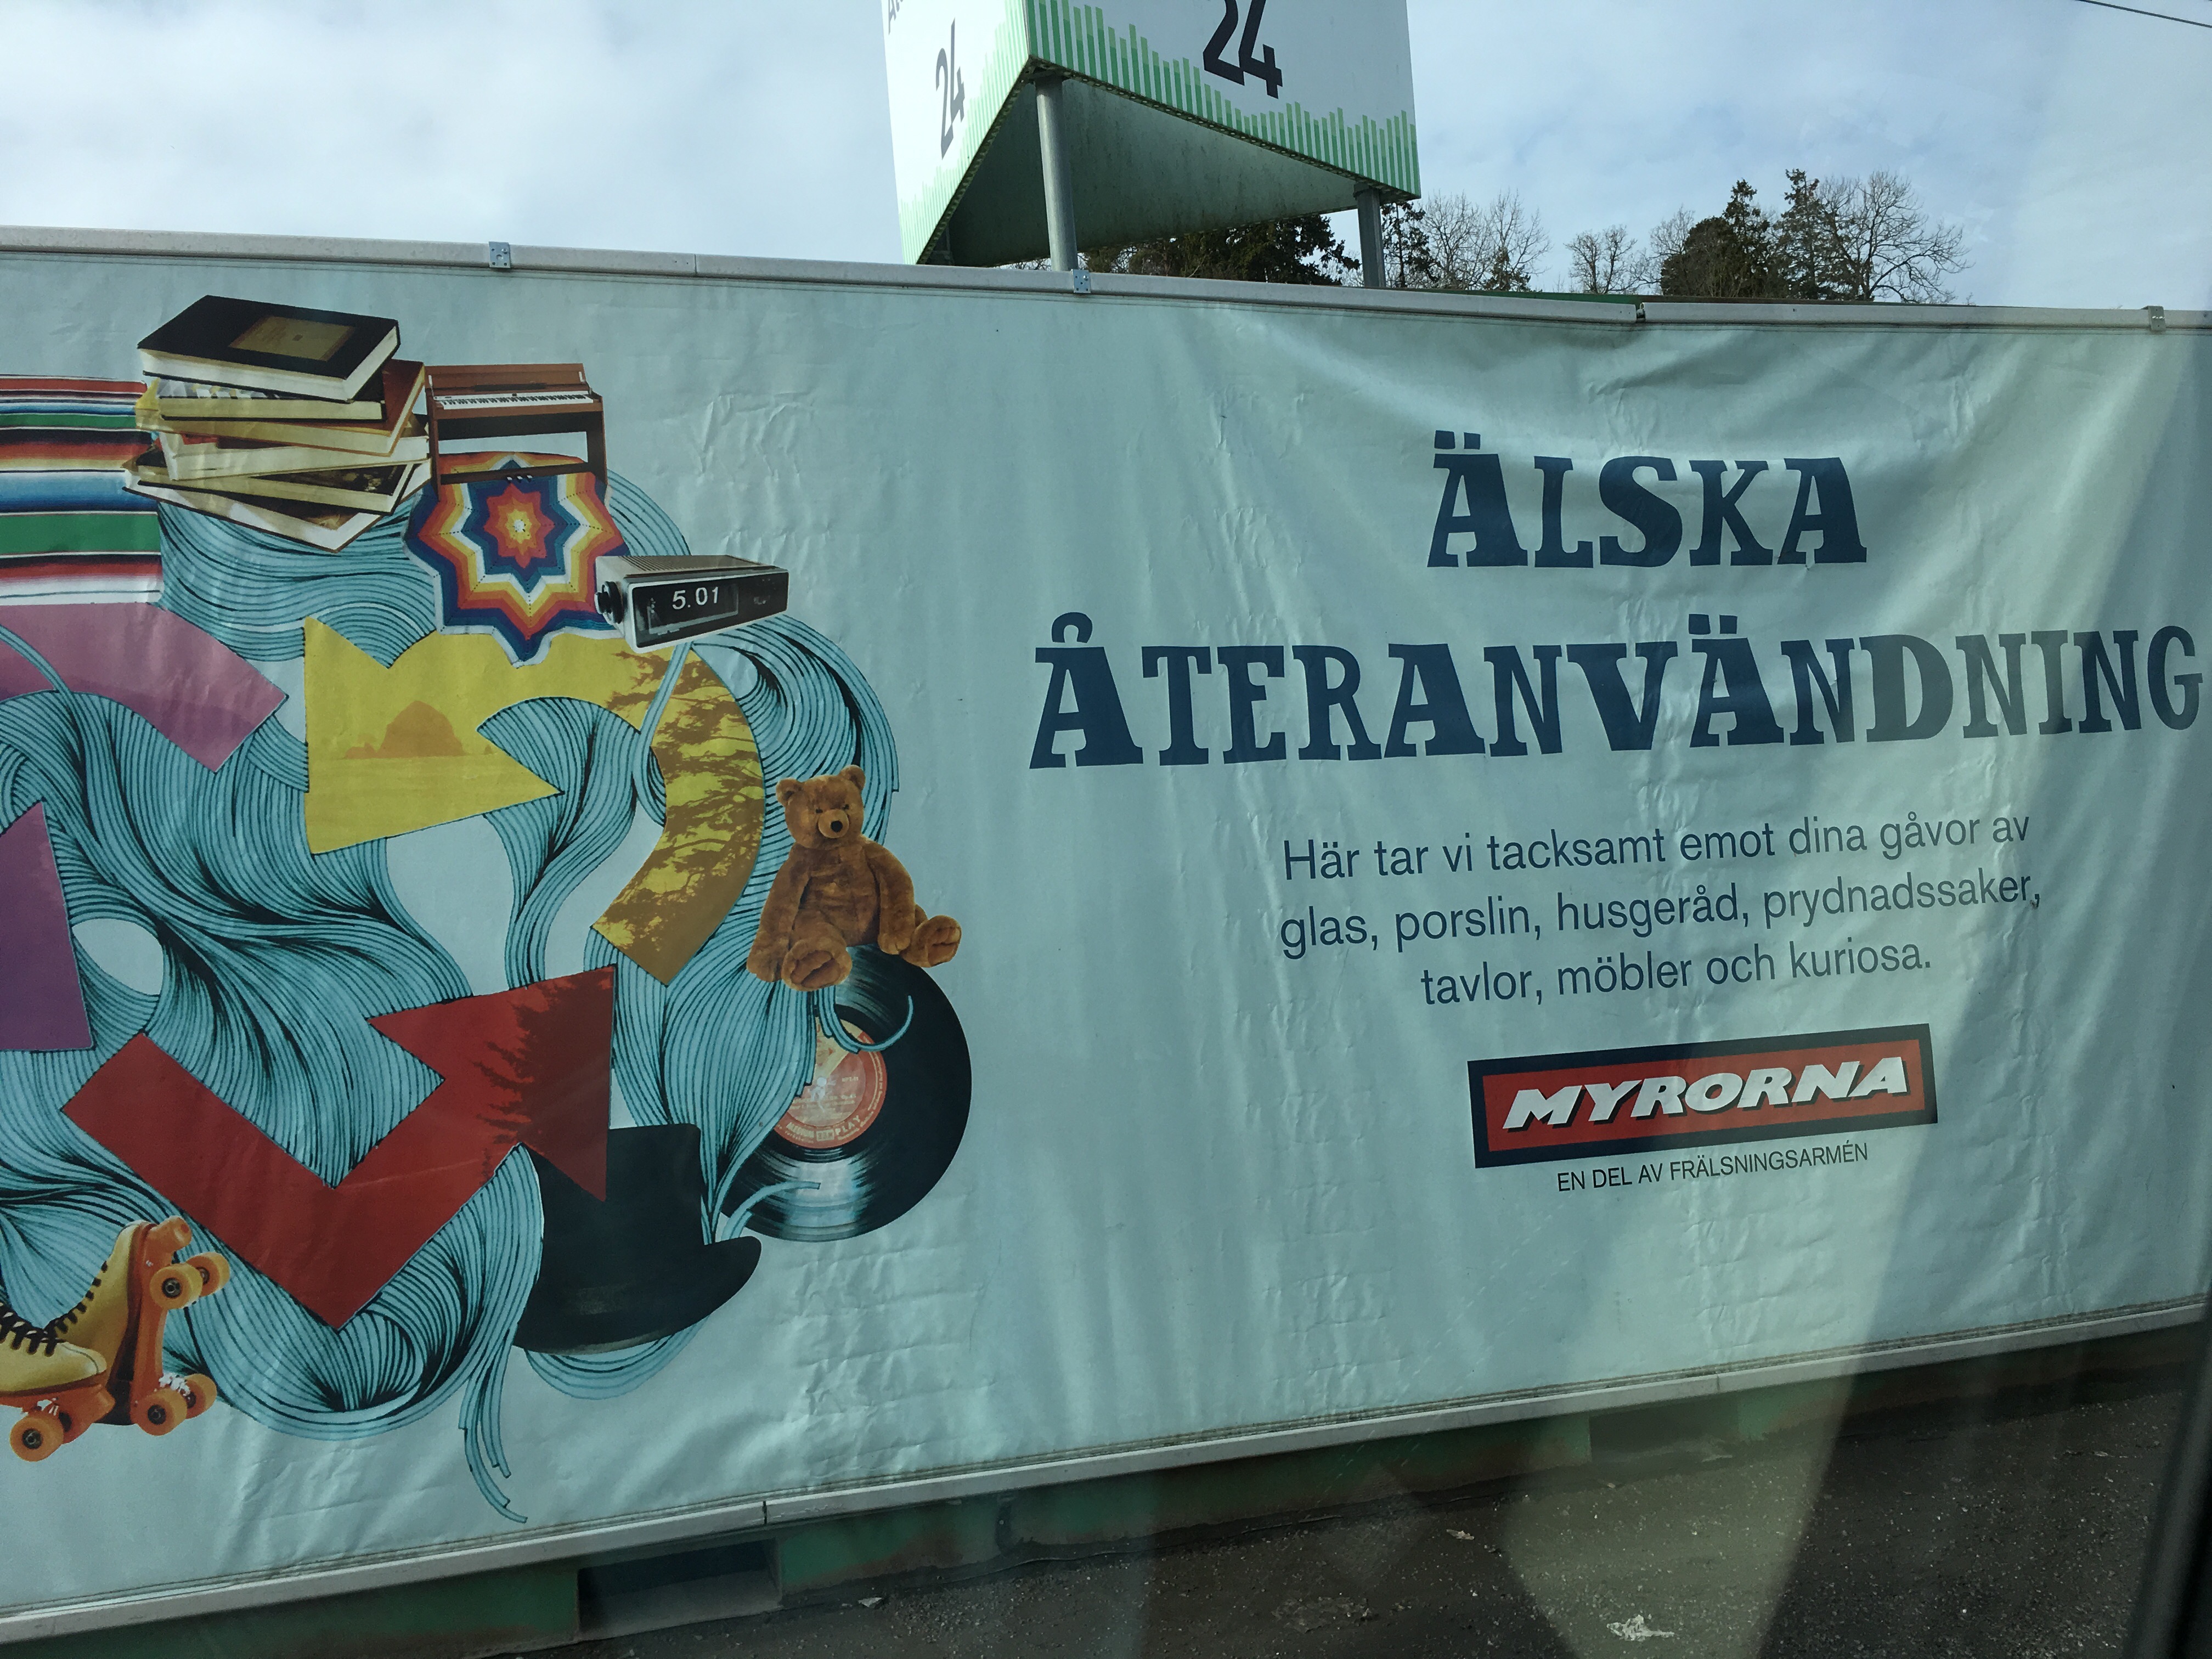 24
24
5.01
ÄLSKA
ÅTERANVÄNDNING
Här tar vi tacksamt emot dina gåvor av
glas, porslin, husgeråd, prydnadssaker,
tavlor, möbler och kuriosa.
MYRORNA
EN DEL AV FRÄLSNINGSARMÉN